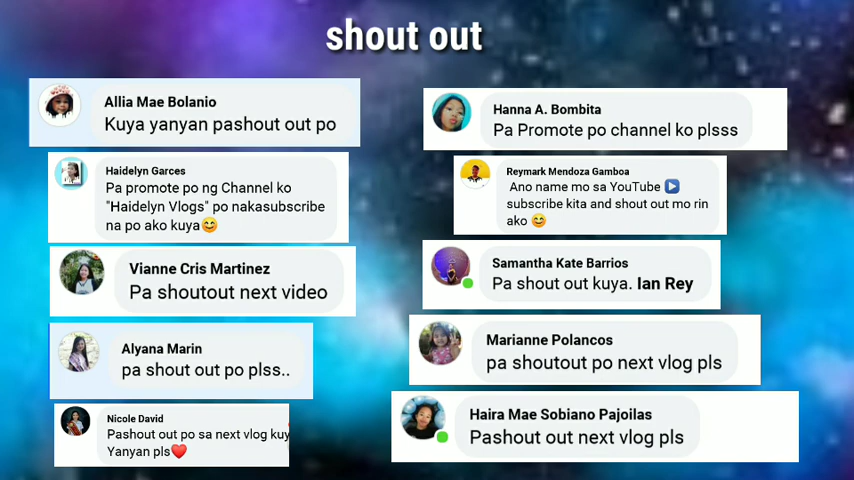 shout out
Allia Mae Bolanio
Kuya yanyan pashout out po
Haidelyn Garces
Pa promote po ng Channel ko
"Haidelyn Vlogs" po nakasubscribe
na po ako kuya😊
Vianne Cris Martinez
Pa shoutout next video
Alyana Marin
pa shout out po plss..
Nicole David
Pashout out po sa next vlog kuy
Yanyan pls❤️
Hanna A. Bombita
Pa Promote po channel ko plsss
Reymark Mendoza Gamboa
Ano name mo sa YouTube ▶️
subscribe kita and shout out mo rin
ako 😊
Samantha Kate Barrios
Pa shout out kuya. Ian Rey
Marianne Polancos
pa shoutout po next vlog pls
Haira Mae Sobiano Pajoilas
Pashout out next vlog pls